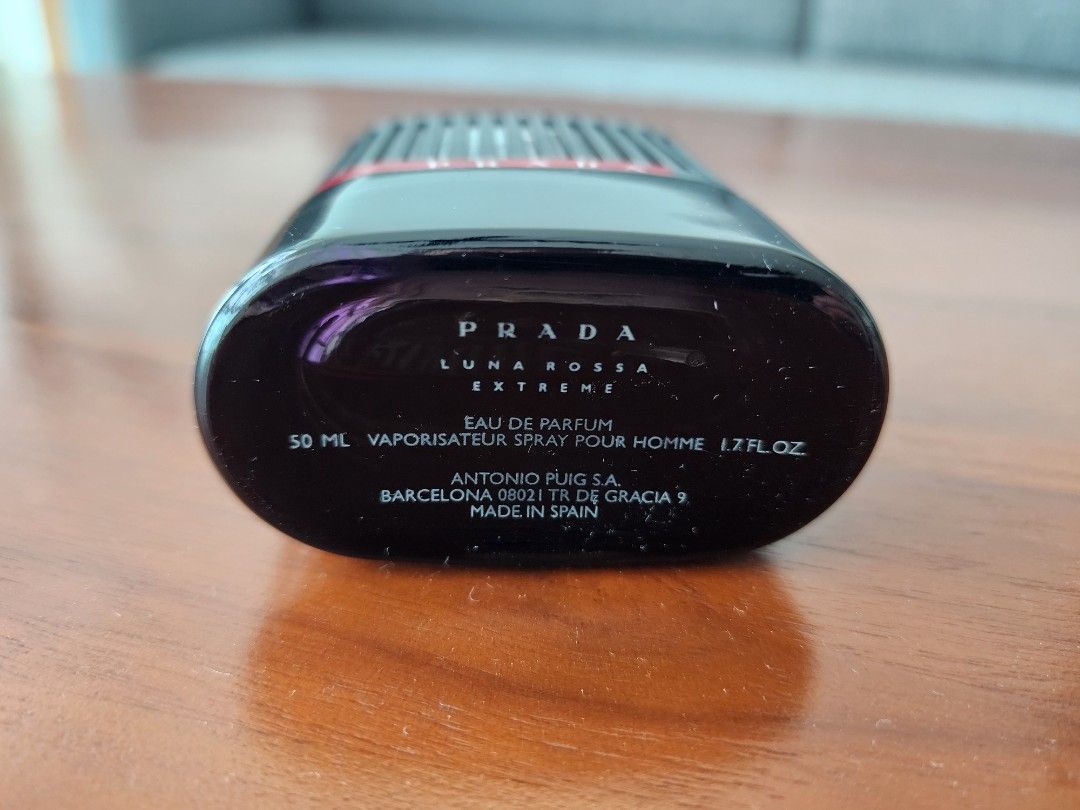 PRADA
PRADA
LUNA ROSSA
EXTREME
EAU DE PARFUM
50 ML VAPORISATEUR SPRAY POUR HOMME 1.7 FL.OZ.
ANTONIO PUIG S.A.
BARCELONA 08021 TR DE GRACIA 9
MADE IN SPAIN